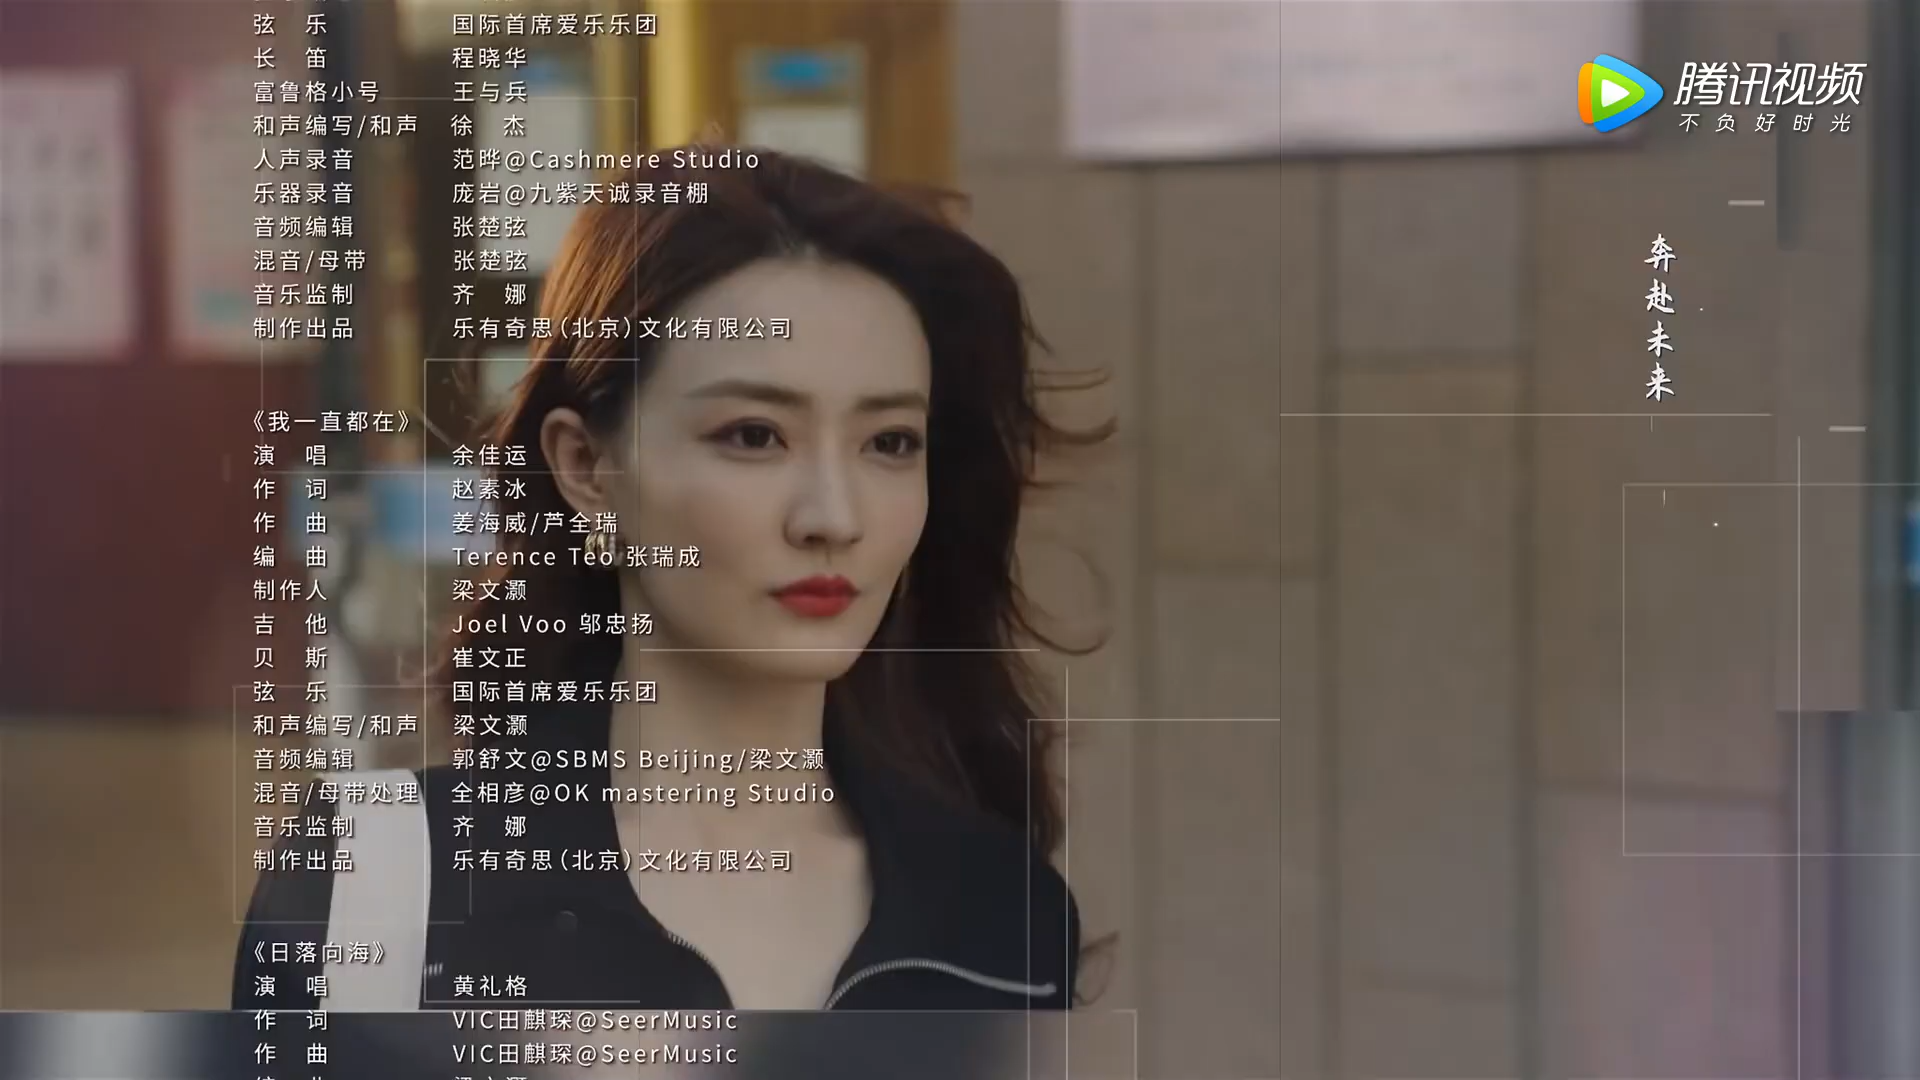 弦 乐 国际首席爱乐乐团
长 笛 程晓华
富鲁格小号 王与兵
和声编写/和声 徐 杰
人声录音 范晔@Cashmere Studio
乐器录音 庞岩@九紫天诚录音棚
音频编辑 张楚弦
混音/母带 张楚弦
音乐监制 齐 娜
制作出品 乐有奇思(北京)文化有限公司
《我一直都在》
演 唱 余佳运
作 词 赵素冰
作 曲 姜海威/芦全瑞
编 曲 Terence Teo 张瑞成
制作人 梁文灏
吉 他 Joel Voo 邬忠扬
贝 斯 崔文正
弦 乐 国际首席爱乐乐团
和声编写/和声 梁文灏
音频编辑 郭舒文@SBMS Beijing/梁文灏
混音/母带处理 全相彦@OK mastering Studio
音乐监制 齐 娜
制作出品 乐有奇思(北京)文化有限公司
《日落向海》
演 唱 黄礼格
作 词 VIC田麒琛@SeerMusic
作 曲 VIC田麒琛@SeerMusic
腾讯视频
不负好时光
奔赴未来